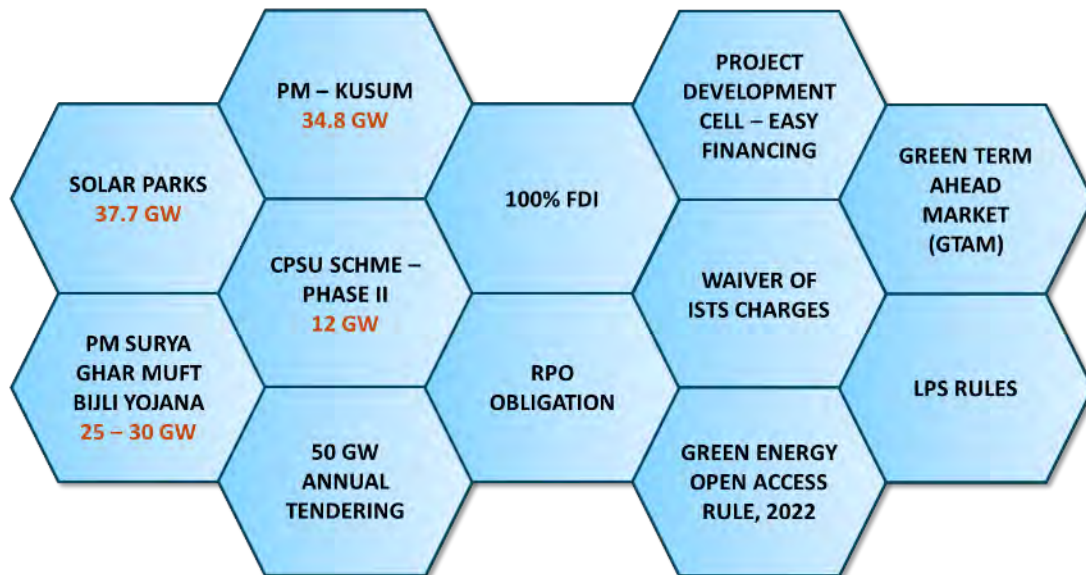 PM – KUSUM
34.8 GW
PROJECT
DEVELOPMENT
CELL – EASY
FINANCING
SOLAR PARKS
37.7 GW
100% FDI
GREEN TERM
AHEAD
MARKET
(GTAM)
CPSU SCHME –
PHASE II
12 GW
WAIVER OF
ISTS CHARGES
PM SURYA
GHAR MUFT
BIJLI YOJANA
25 – 30 GW
RPO
OBLIGATION
LPS RULES
50 GW
ANNUAL
TENDERING
GREEN ENERGY
OPEN ACCESS
RULE, 2022